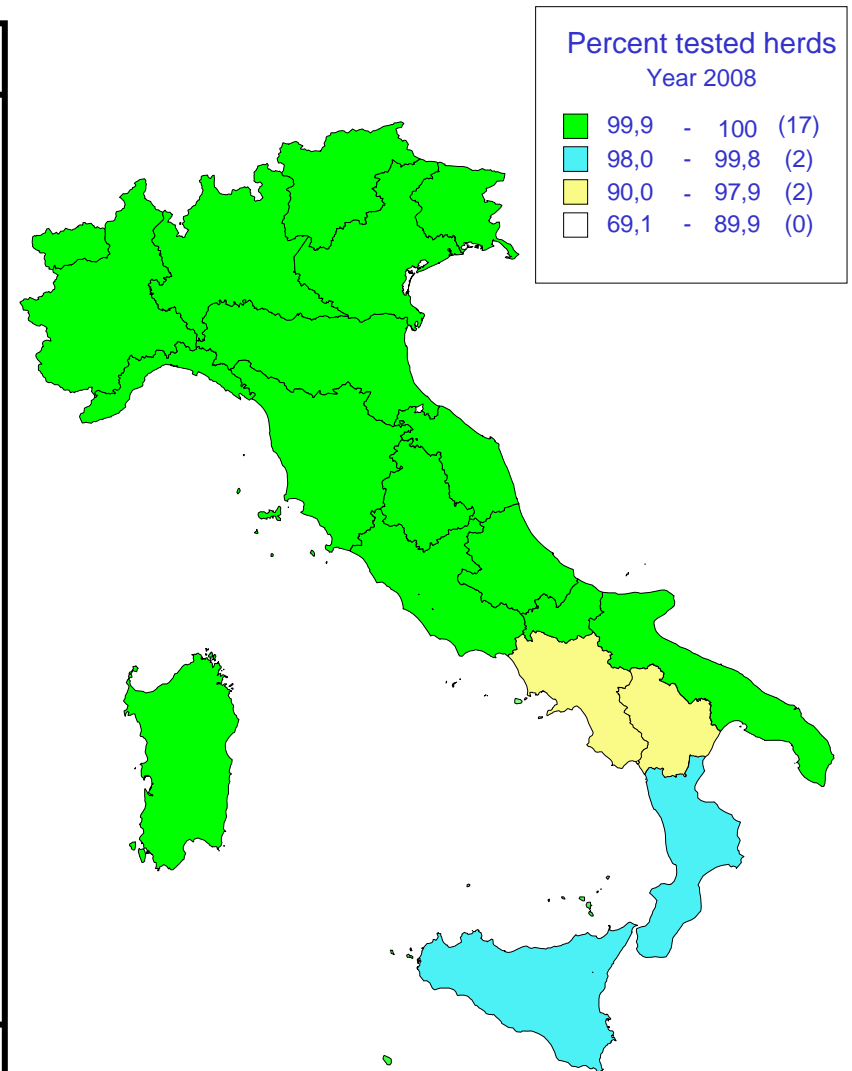 Percent tested herds
Year 2008
99,9 - 100 (17)
98,0 - 99,8 (2)
90,0 - 97,9 (2)
69,1 - 89,9 (0)